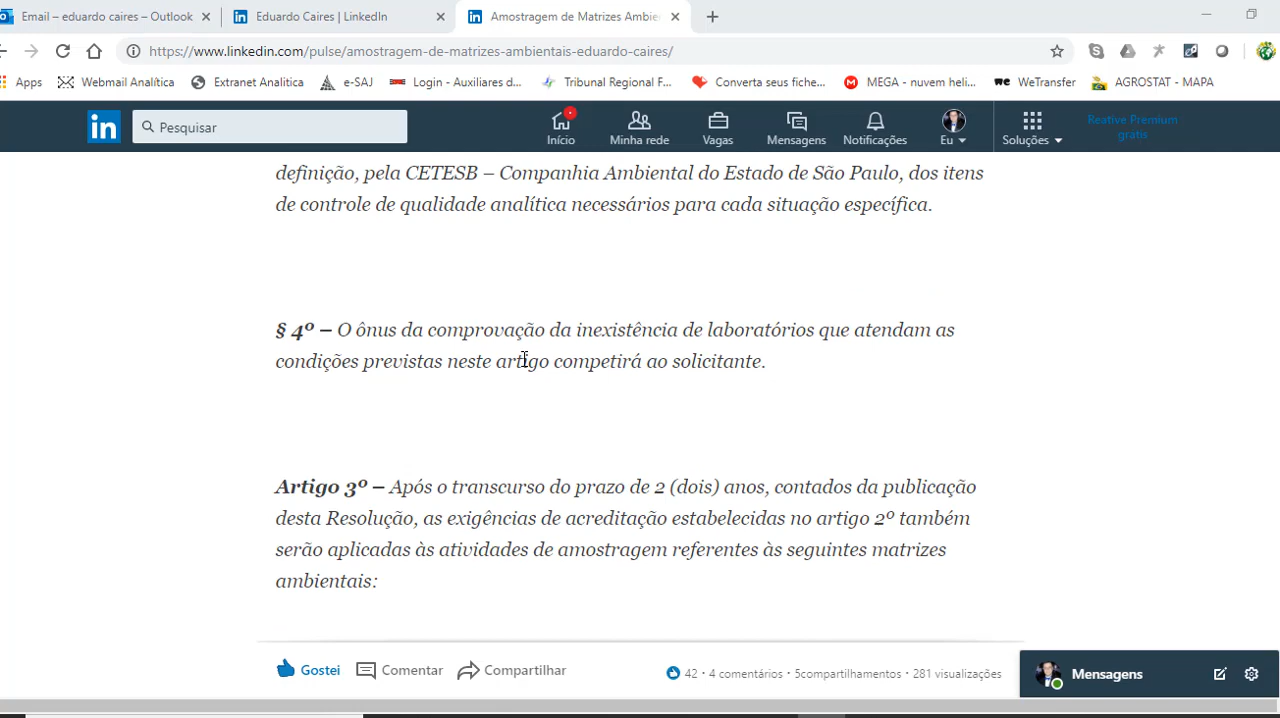 Email – eduardo caires – Outlook
Eduardo Caires | LinkedIn
Amostragem de Matrizes Ambie
https://www.linkedin.com/pulse/amostragem-de-matrizes-ambientais-eduardo-caires/
Apps
Webmail Analítica
Extranet Analitica
e-SAJ
Login - Auxiliares d...
Tribunal Regional F...
Converta seus fiche...
MEGA - nuvem heli...
WeTransfer
AGROSTAT - MAPA
in
Pesquisar
Início
Minha rede
Vagas
Mensagens
Notificações
Eu
Soluções
Reative Premium
grátis
definição, pela CETESB – Companhia Ambiental do Estado de São Paulo, dos itens
de controle de qualidade analítica necessários para cada situação específica.
§ 4º – O ônus da comprovação da inexistência de laboratórios que atendam as
condições previstas neste artigo competirá ao solicitante.
Artigo 3º – Após o transcurso do prazo de 2 (dois) anos, contados da publicação
desta Resolução, as exigências de acreditação estabelecidas no artigo 2º também
serão aplicadas às atividades de amostragem referentes às seguintes matrizes
ambientais:
Gostei
Comentar
Compartilhar
42 · 4 comentários · 5compartilhamentos · 281 visualizações
Mensagens